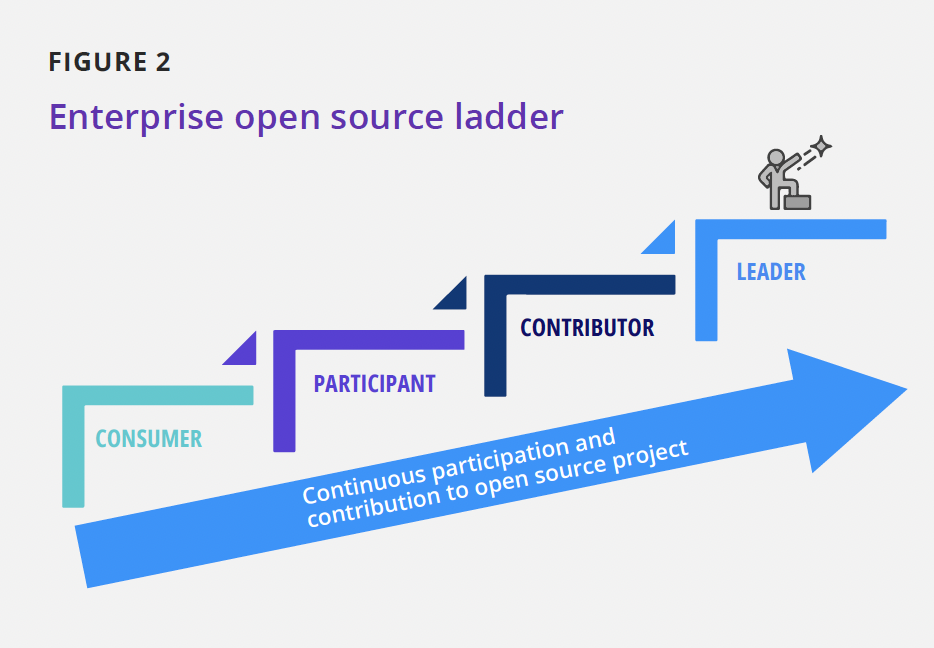 FIGURE 2
Enterprise open source ladder
LEADER
CONTRIBUTOR
PARTICIPANT
CONSUMER
Continuous participation and
contribution to open source project